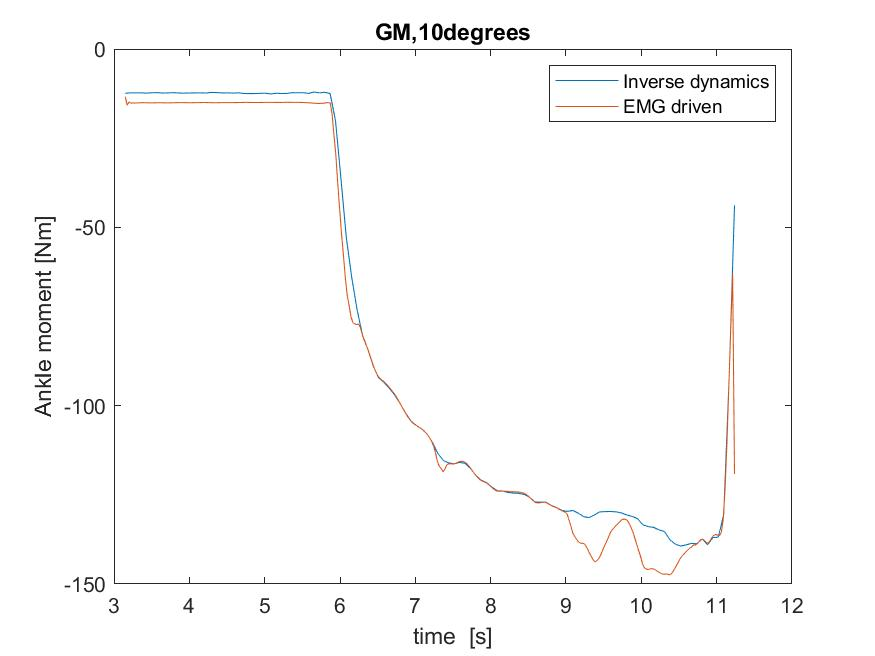 GM,10degrees
Inverse dynamics
EMG driven
Ankle moment [Nm]
0
-50
-100
-150
3 4 5 6 7 8 9 10 11 12
time [s]